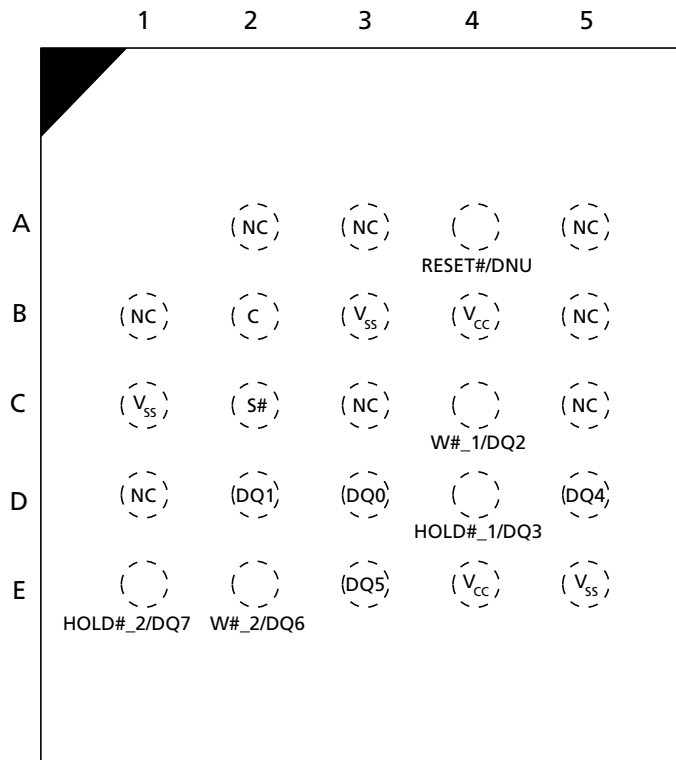 1 2 3 4 5
A NC NC NC
RESET#/DNU
B NC C VSS VCC NC
C VSS S# NC NC
W#_1/DQ2
D NC DQ1 DQ0 DQ4
HOLD#_1/DQ3
E DQ5 VCC VSS
HOLD#_2/DQ7 W#_2/DQ6